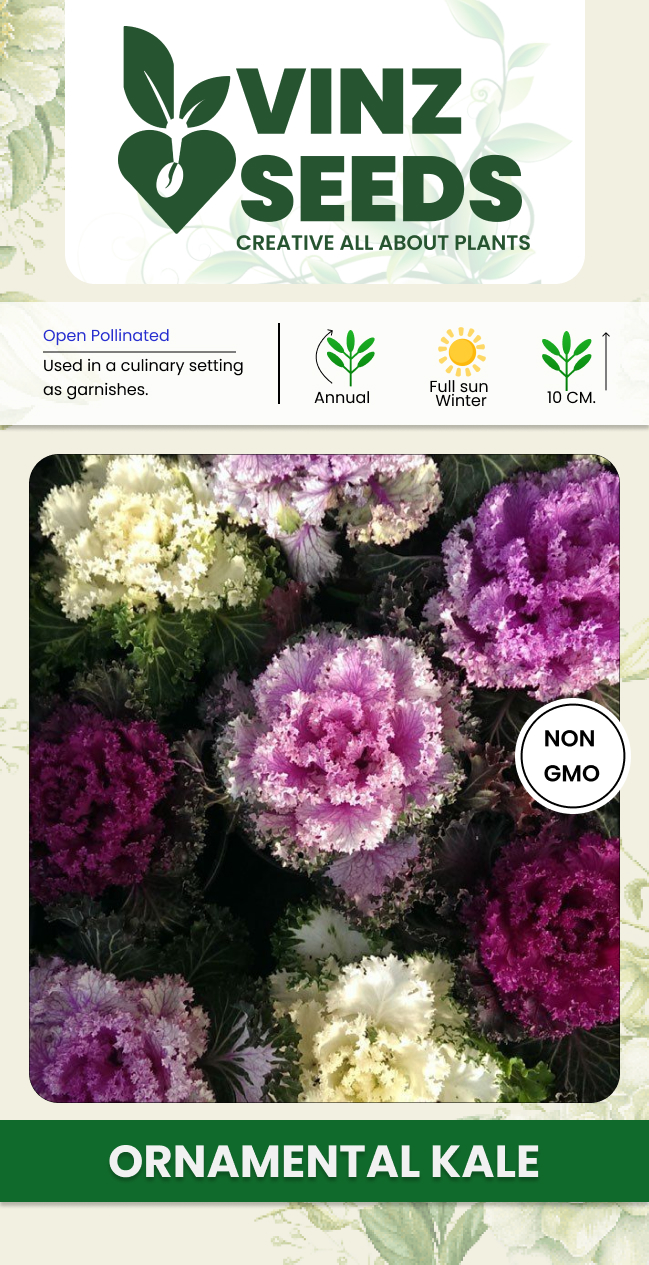 VINZ
SEEDS
CREATIVE ALL ABOUT PLANTS
Open Pollinated
Used in a culinary setting
as garnishes.
Annual
Full sun
Winter
10 CM.
NON
GMO
ORNAMENTAL KALE